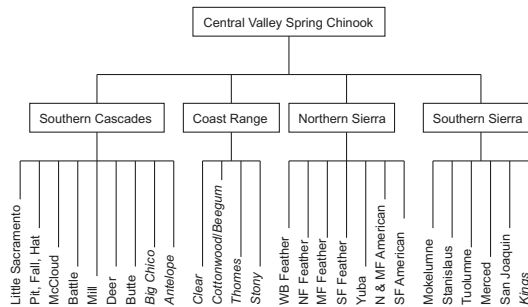 Central Valley Spring Chinook
Southern Cascades
Coast Range
Northern Sierra
Southern Sierra
Little Sacramento
Pit, Fall, Hat
McCloud
Battle
Mill
Deer
Butte
Big Chico
Antelope
Clear
Cottonwood/Beegum
Thomes
Stony
WB Feather
NF Feather
MF Feather
SF Feather
Yuba
N & MF American
SF American
Mokelumne
Stanislaus
Tuolumne
Merced
San Joaquin
Kings